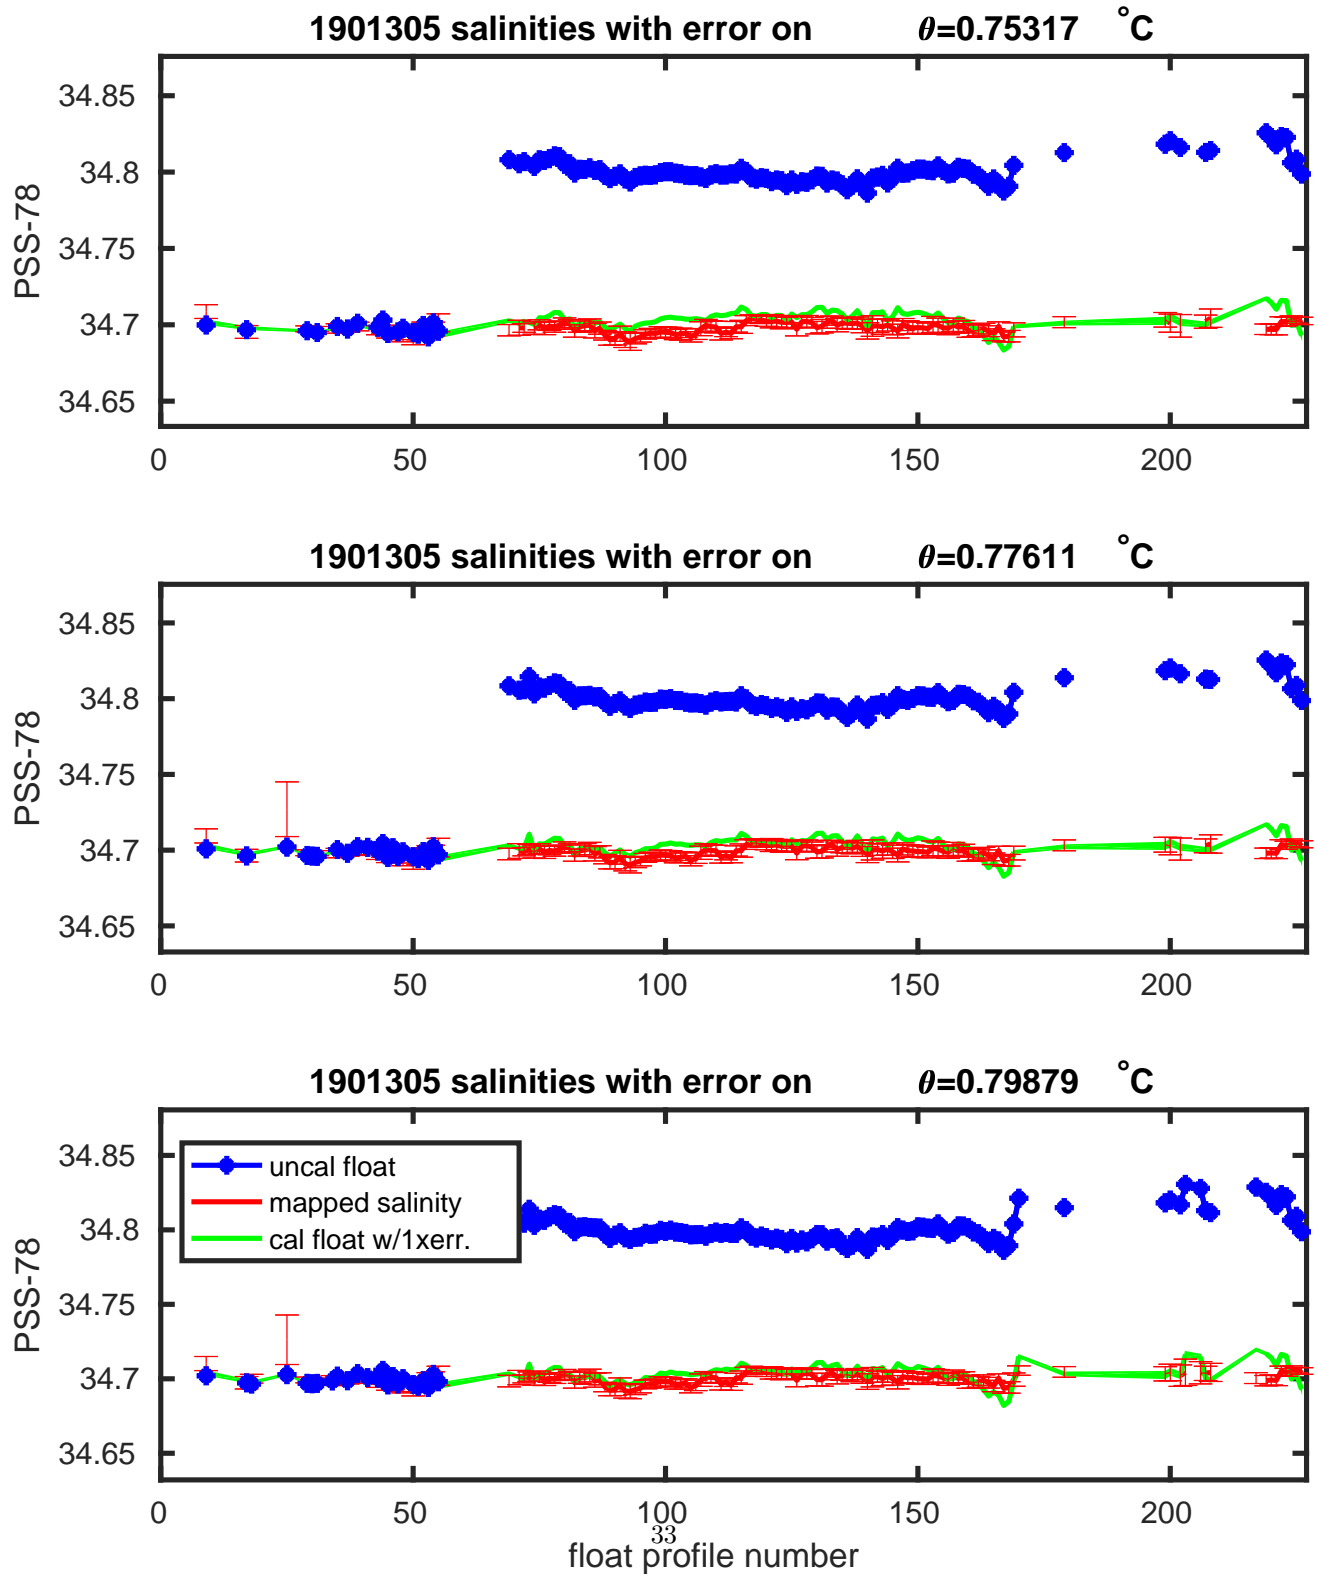 1901305 salinities with error on θ=0.75317 °C
34.85
34.8
34.75
34.7
34.65
PSS-78
0 50 100 150 200
1901305 salinities with error on θ=0.77611 °C
34.85
34.8
34.75
34.7
34.65
PSS-78
0 50 100 150 200
1901305 salinities with error on θ=0.79879 °C
34.85
34.8
34.75
34.7
34.65
PSS-78
uncal float
mapped salinity
cal float w/1xerr.
0 50 100 150 200
33
float profile number